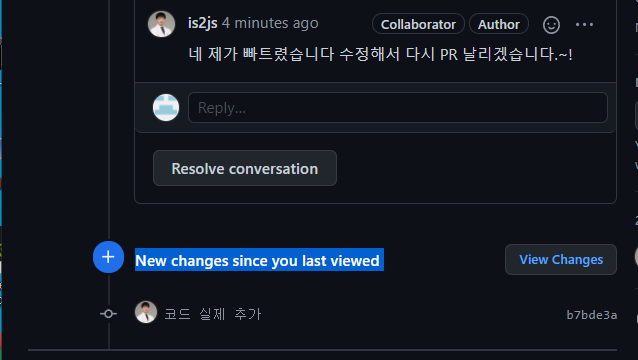 is2js 4 minutes ago Collaborator Author
네 제가 빠트렸습니다 수정해서 다시 PR 날리겠습니다.~!
Reply...
Resolve conversation
New changes since you last viewed View Changes
코드 실제 추가 b7bde3a